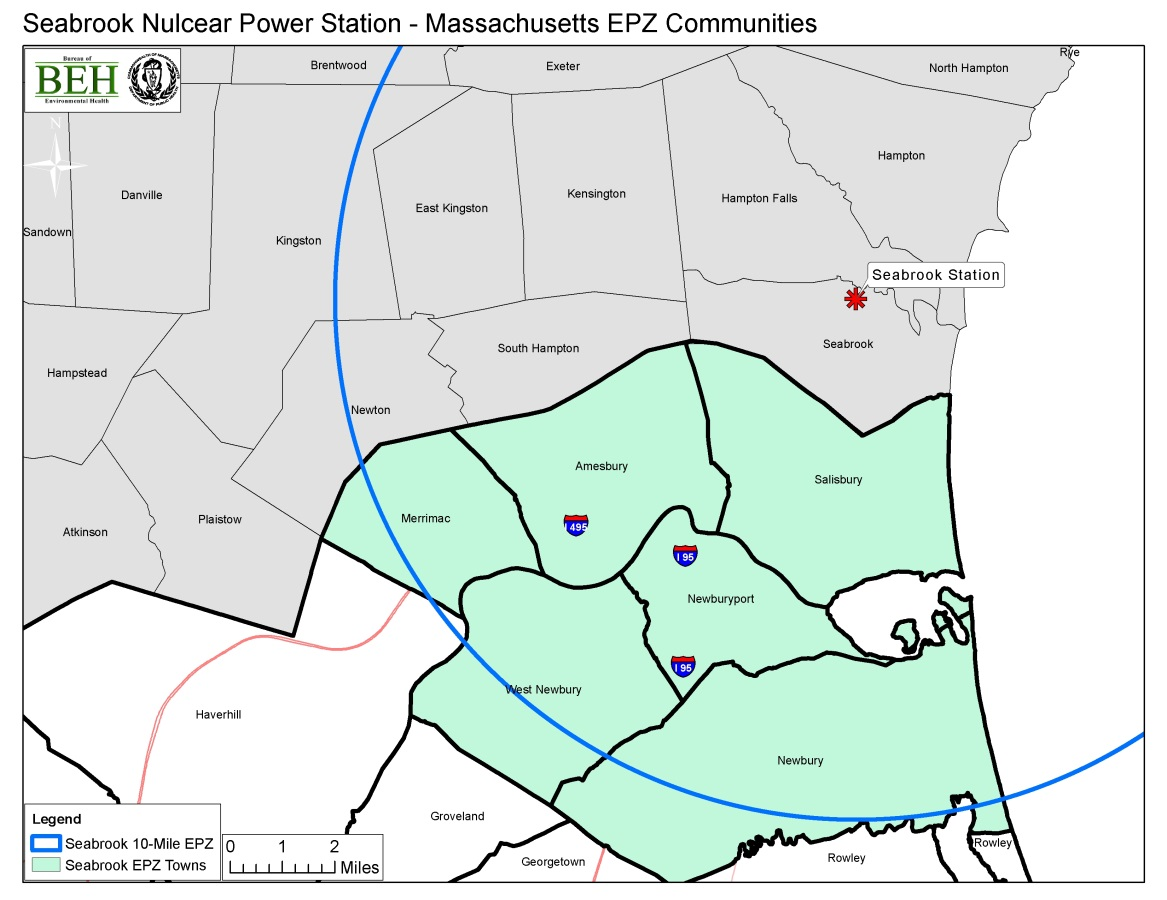 Seabrook Nulcear Power Station - Massachusetts EPZ Communities
Bureau of
BEH
Environmental Health
N
Brentwood
Exeter
Rye
North Hampton
Hampton
Danville
Kensington
Hampton Falls
East Kingston
Sandown
Kingston
Seabrook Station
Seabrook
South Hampton
Hampstead
Newton
Amesbury
Salisbury
Merrimac
Plaistow
I 495
Atkinson
I 95
Newburyport
I 95
West Newbury
Haverhill
Newbury
Groveland
Georgetown
Rowley
Rowley
Legend
Seabrook 10-Mile EPZ
Seabrook EPZ Towns
0 1 2
Miles